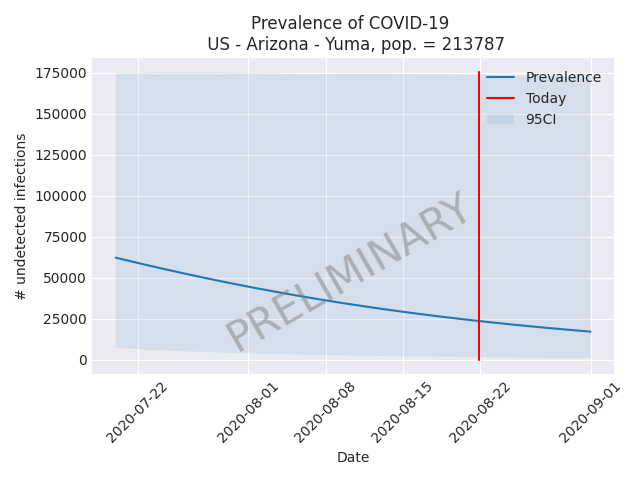 Prevalence of COVID-19
US - Arizona - Yuma, pop. = 213787
# undetected infections
175000
150000
125000
100000
75000
50000
25000
0
Prevalence
Today
95CI
PRELIMINARY
2020-07-22
2020-08-01
2020-08-08
2020-08-15
2020-08-22
2020-09-01
Date